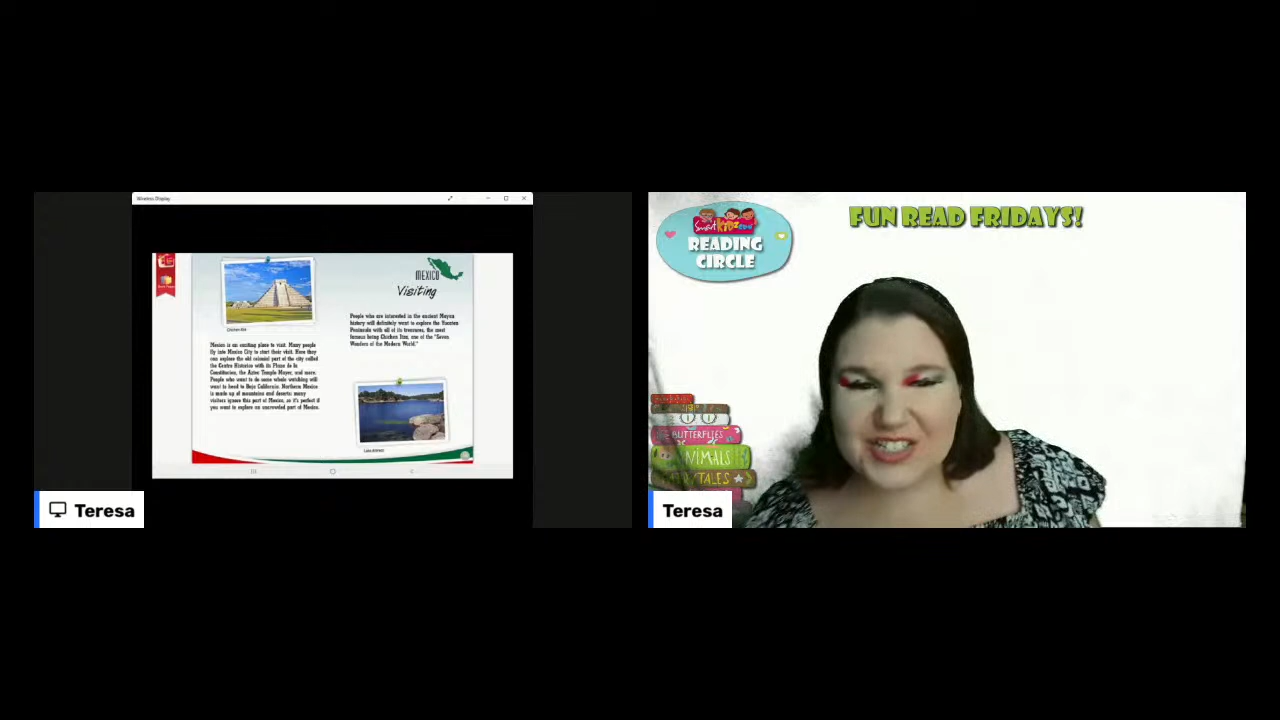 Wireless Display
MEXICO
Visiting
Chichen Itza
Mexico is an exciting place to visit. Many people
fly into Mexico City to start their visit. Here they
can explore the old colonial part of the city called
the Centro Historico with its Plaza de la
Constitucion, the Aztec Temple Mayor, and more.
People who want to do some whale watching will
want to head to Baja California. Northern Mexico
is made up of mountains and deserts; many
visitors ignore this part of Mexico, so it's perfect if
you want to explore an uncrowded part of Mexico.
People who are interested in the ancient Mayan
history will definitely want to explore the Yucatan
Peninsula with all of its treasures, the most
famous being Chichen Itza, one of the "Seven
Wonders of the Modern World."
Lake
Teresa
SmartKidz.com
READING
CIRCLE
FUN READ FRIDAYS!
BUTTERFLIES
ANIMALS
TALES
Teresa